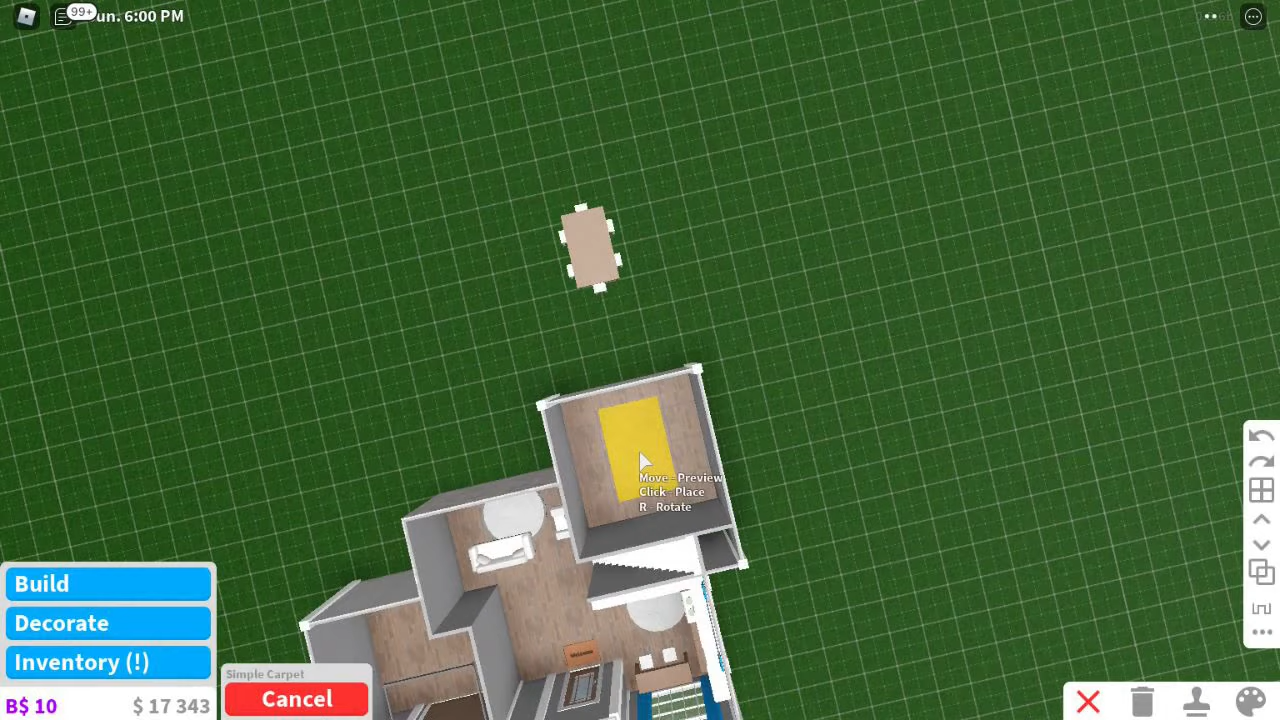 99+
un. 6:00 PM
Move - Preview
Click - Place
R - Rotate
Welcome
Build
Decorate
Inventory (!)
B$ 10
$ 17 343
Simple Carpet
Cancel